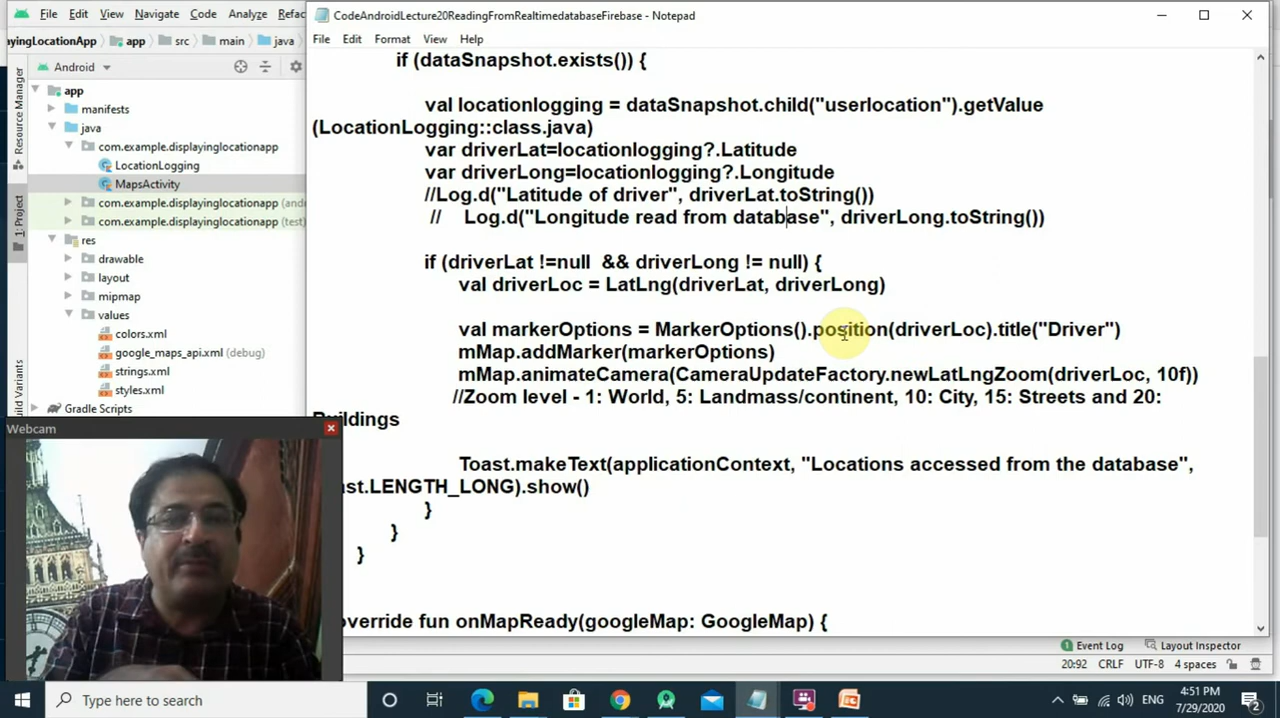 File Edit View Navigate Code Analyze Refac
CodeAndroidLecture20ReadingFromRealtimedatabaseFirebase - Notepad
ayingLocationApp app src main java
File Edit Format View Help
Android
Resource Manager
1: Project
ild Variants
app
manifests
java
com.example.displayinglocationapp
LocationLogging
MapsActivity
com.example.displayinglocationapp (and
com.example.displayinglocationapp (test)
res
drawable
layout
mipmap
values
colors.xml
google_maps_api.xml (debug)
strings.xml
styles.xml
Gradle Scripts
if (dataSnapshot.exists()) {
val locationlogging = dataSnapshot.child("userlocation").getValue
(LocationLogging::class.java)
var driverLat=locationlogging?.Latitude
var driverLong=locationlogging?.Longitude
//Log.d("Latitude of driver", driverLat.toString())
// Log.d("Longitude read from database", driverLong.toString())
if (driverLat !=null && driverLong != null) {
val driverLoc = LatLng(driverLat, driverLong)
val markerOptions = MarkerOptions().position(driverLoc).title("Driver")
mMap.addMarker(markerOptions)
mMap.animateCamera(CameraUpdateFactory.newLatLngZoom(driverLoc, 10f))
//Zoom level - 1: World, 5: Landmass/continent, 10: City, 15: Streets and 20:
Buildings
Toast.makeText(applicationContext, "Locations accessed from the database",
ust.LENGTH_LONG).show()
}
}
}
override fun onMapReady(googleMap: GoogleMap) {
Webcam
1 Event Log Layout Inspector
20:92 CRLF UTF-8 4 spaces
Type here to search
ENG
4:51 PM
7/29/2020
2